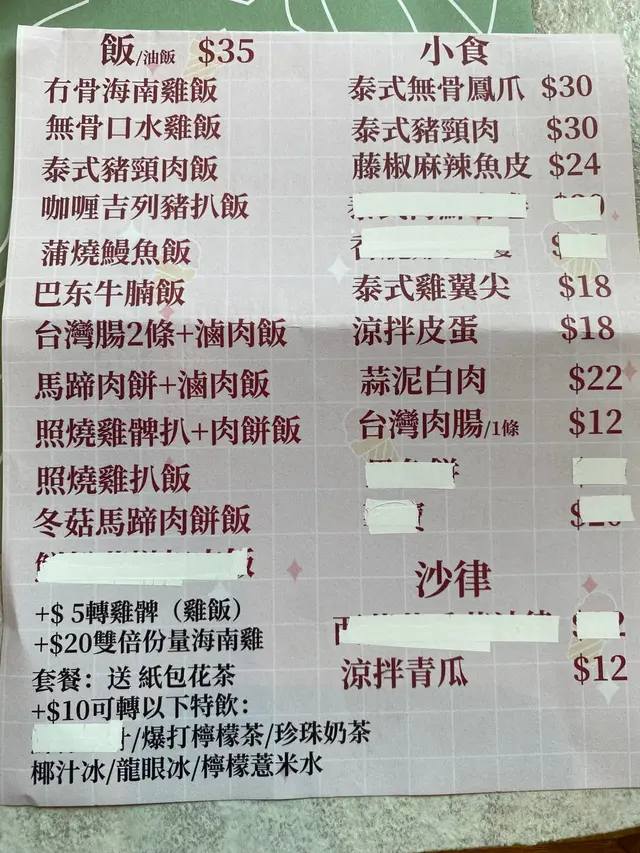 飯/油飯 $35
冇骨海南雞飯
無骨口水雞飯
泰式豬頸肉飯
咖喱吉列豬扒飯
蒲燒鰻魚飯
巴东牛腩飯
台灣腸2條+滷肉飯
馬蹄肉餅+滷肉飯
照燒雞髀扒+肉餅飯
照燒雞扒飯
冬菇馬蹄肉餅飯
飯
+$ 5轉雞髀（雞飯）
+$20雙倍份量海南雞
套餐：送 紙包花茶
+$10可轉以下特飲：
/爆打檸檬茶/珍珠奶茶
椰汁冰/龍眼冰/檸檬薏米水
小食
泰式無骨鳳爪 $30
泰式豬頸肉 $30
藤椒麻辣魚皮 $24
泰式雞翼尖 $18
涼拌皮蛋 $18
蒜泥白肉 $22
台灣肉腸/1條 $12
沙律
涼拌青瓜 $12